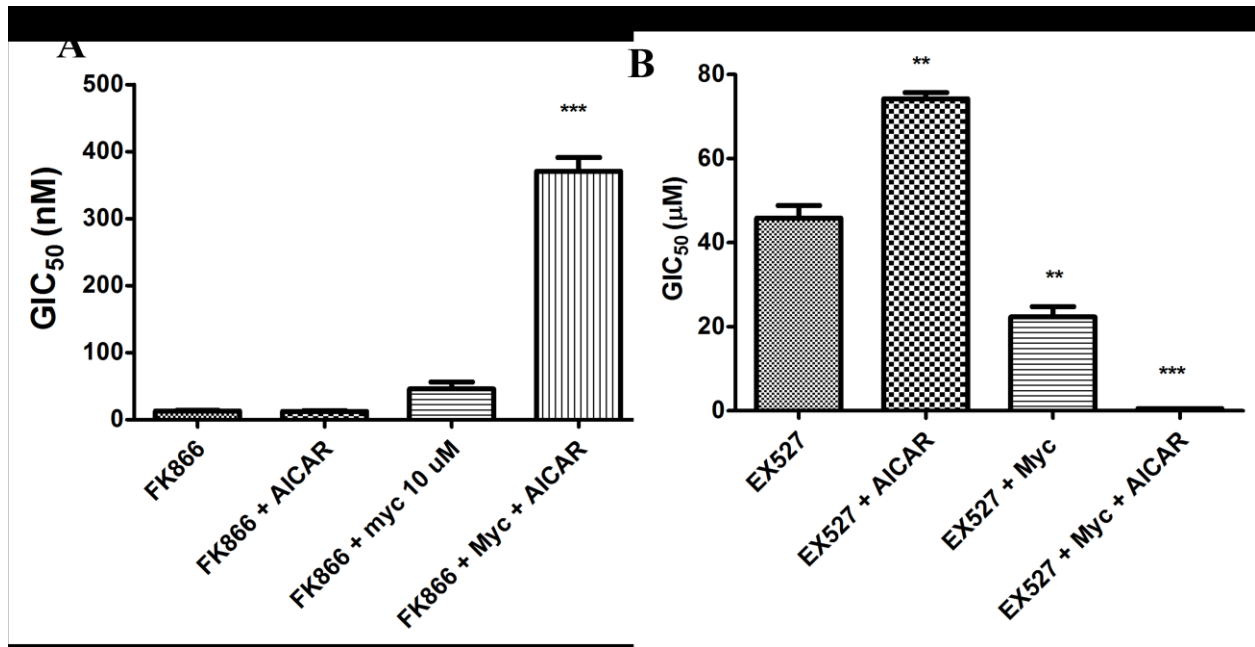 A
GIC50 (nM)
500
400
300
200
100
0
***
FK866
FK866 + AICAR
FK866 + myc 10 uM
FK866 + Myc + AICAR
B
GIC50 (μM)
80
60
40
20
0
**
**
***
EX527
EX527 + AICAR
EX527 + Myc
EX527 + Myc + AICAR